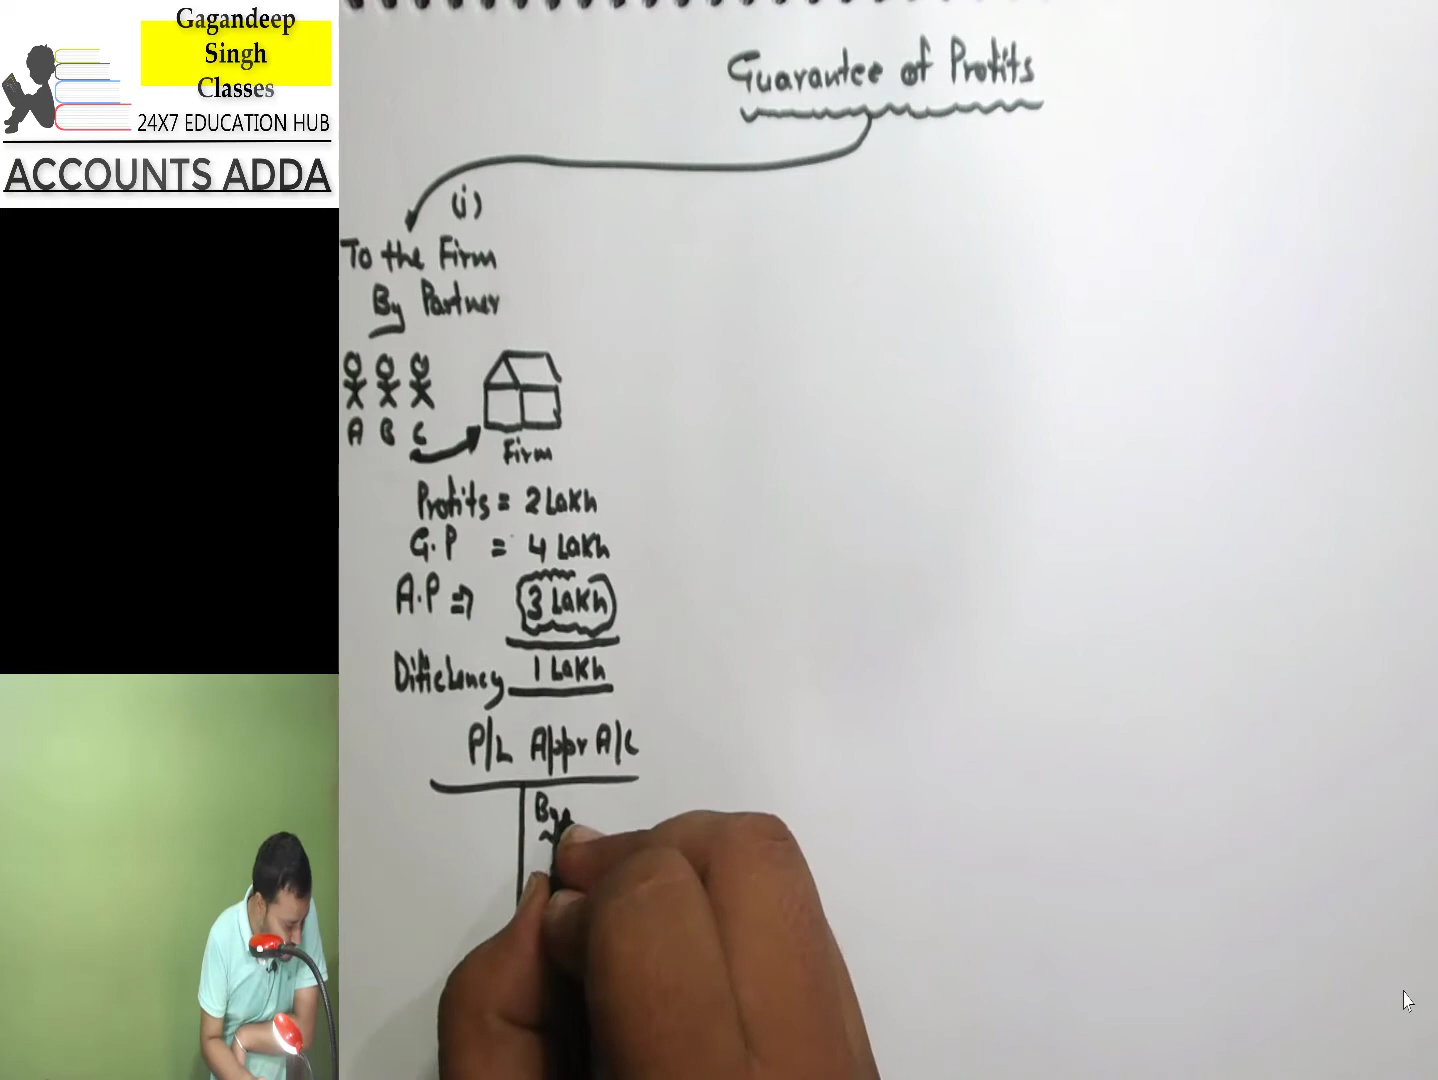 Gagandeep
Singh
Classes
24X7 EDUCATION HUB
ACCOUNTS ADDA
Guarantee of Profits
(i)
To the Firm
By Partner
A B C
Firm
Profits = 2 Lakh
G.P = 4 Lakh
A.P ⇒ 3 Lakh
Dificiency 1 Lakh
P/L Appr A/C
By